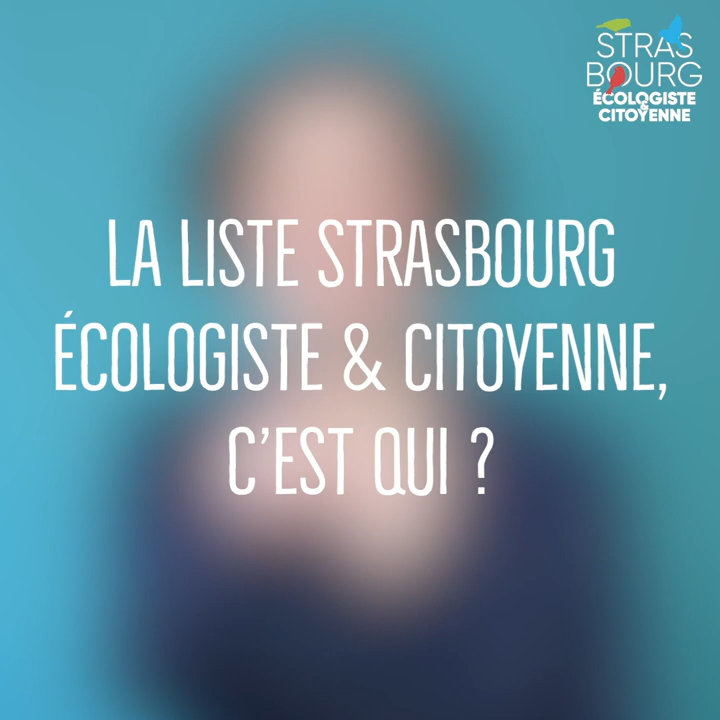 STRAS
BOURG
ÉCOLOGISTE
&
CITOYENNE
LA LISTE STRASBOURG
ÉCOLOGISTE & CITOYENNE,
C'EST QUI ?